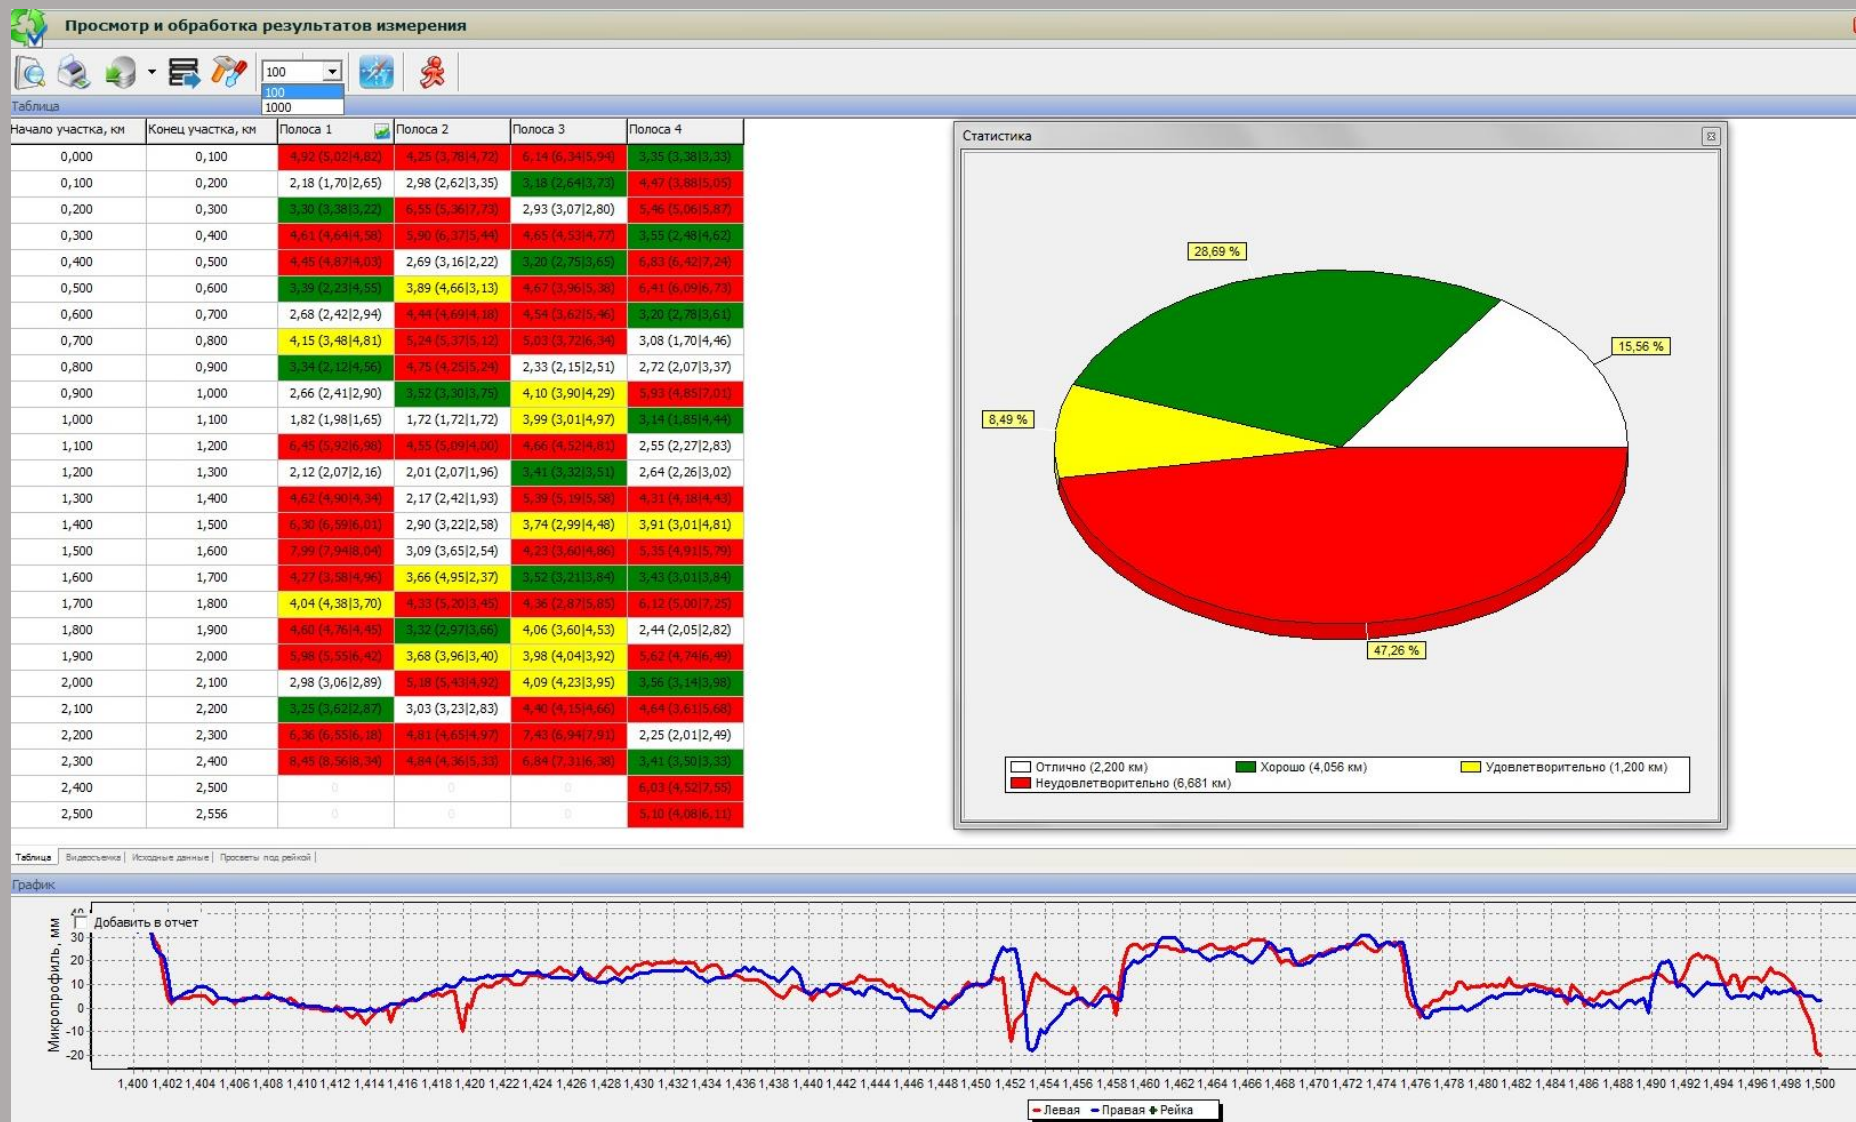 Просмотр и обработка результатов измерения
100
100
1000
Таблица
Начало участка, км Конец участка, км Полоса 1 Полоса 2 Полоса 3 Полоса 4
0,000 0,100 4,92 (5,02|4,82) 4,25 (3,78|4,72) 6,14 (6,34|5,94) 3,35 (3,38|3,33)
0,100 0,200 2,18 (1,70|2,65) 2,98 (2,62|3,35) 3,18 (2,64|3,73) 4,47 (3,88|5,05)
0,200 0,300 3,30 (3,38|3,22) 6,55 (5,36|7,73) 2,93 (3,07|2,80) 5,46 (5,06|5,87)
0,300 0,400 4,61 (4,64|4,58) 5,90 (6,37|5,44) 4,65 (4,53|4,77) 3,55 (2,48|4,62)
0,400 0,500 4,45 (4,87|4,03) 2,69 (3,16|2,22) 3,20 (2,75|3,65) 6,83 (6,42|7,24)
0,500 0,600 3,39 (2,23|4,55) 3,89 (4,66|3,13) 4,67 (3,96|5,38) 6,41 (6,09|6,73)
0,600 0,700 2,68 (2,42|2,94) 4,44 (4,69|4,18) 4,54 (3,62|5,46) 3,20 (2,78|3,61)
0,700 0,800 4,15 (3,48|4,81) 5,24 (5,37|5,12) 5,03 (3,72|6,34) 3,08 (1,70|4,46)
0,800 0,900 3,34 (2,12|4,56) 4,75 (4,25|5,24) 2,33 (2,15|2,51) 2,72 (2,07|3,37)
0,900 1,000 2,66 (2,41|2,90) 3,52 (3,30|3,75) 4,10 (3,90|4,29) 5,93 (4,85|7,01)
1,000 1,100 1,82 (1,98|1,65) 1,72 (1,72|1,72) 3,99 (3,01|4,97) 3,14 (1,85|4,44)
1,100 1,200 6,45 (5,92|6,98) 4,55 (5,09|4,00) 4,66 (4,52|4,81) 2,55 (2,27|2,83)
1,200 1,300 2,12 (2,07|2,16) 2,01 (2,07|1,96) 3,41 (3,32|3,51) 2,64 (2,26|3,02)
1,300 1,400 4,62 (4,90|4,34) 2,17 (2,42|1,93) 5,39 (5,19|5,58) 4,31 (4,18|4,43)
1,400 1,500 6,30 (6,59|6,01) 2,90 (3,22|2,58) 3,74 (2,99|4,48) 3,91 (3,01|4,81)
1,500 1,600 7,99 (7,94|8,04) 3,09 (3,65|2,54) 4,23 (3,60|4,86) 5,35 (4,91|5,79)
1,600 1,700 4,27 (3,58|4,96) 3,66 (4,95|2,37) 3,52 (3,21|3,84) 3,43 (3,01|3,84)
1,700 1,800 4,04 (4,38|3,70) 4,33 (5,20|3,45) 4,36 (2,87|5,85) 6,12 (5,00|7,25)
1,800 1,900 4,60 (4,76|4,45) 3,32 (2,97|3,66) 4,06 (3,60|4,53) 2,44 (2,05|2,82)
1,900 2,000 5,98 (5,55|6,42) 3,68 (3,96|3,40) 3,98 (4,04|3,92) 5,62 (4,74|6,49)
2,000 2,100 2,98 (3,06|2,89) 5,18 (5,43|4,92) 4,09 (4,23|3,95) 3,56 (3,14|3,98)
2,100 2,200 3,25 (3,62|2,87) 3,03 (3,23|2,83) 4,40 (4,15|4,66) 4,64 (3,61|5,68)
2,200 2,300 6,36 (6,55|6,18) 4,81 (4,65|4,97) 7,43 (6,94|7,91) 2,25 (2,01|2,49)
2,300 2,400 8,45 (8,56|8,34) 4,84 (4,36|5,33) 6,84 (7,31|6,38) 3,41 (3,50|3,33)
2,400 2,500 0 0 0 6,03 (4,52|7,55)
2,500 2,556 0 0 0 5,10 (4,08|6,11)
Статистика
28,69 %
15,56 %
8,49 %
47,26 %
Отлично (2,200 км) Хорошо (4,056 км) Удовлетворительно (1,200 км)
Неудовлетворительно (6,681 км)
Таблица Видеосъемка Исходные данные Просветы под рейкой
График
Добавить в отчет
Микропрофиль, мм
40
30
20
10
0
-10
-20
1,400 1,402 1,404 1,406 1,408 1,410 1,412 1,414 1,416 1,418 1,420 1,422 1,424 1,426 1,428 1,430 1,432 1,434 1,436 1,438 1,440 1,442 1,444 1,446 1,448 1,450 1,452 1,454 1,456 1,458 1,460 1,462 1,464 1,466 1,468 1,470 1,472 1,474 1,476 1,478 1,480 1,482 1,484 1,486 1,488 1,490 1,492 1,494 1,496 1,498 1,500
Левая Правая Рейка